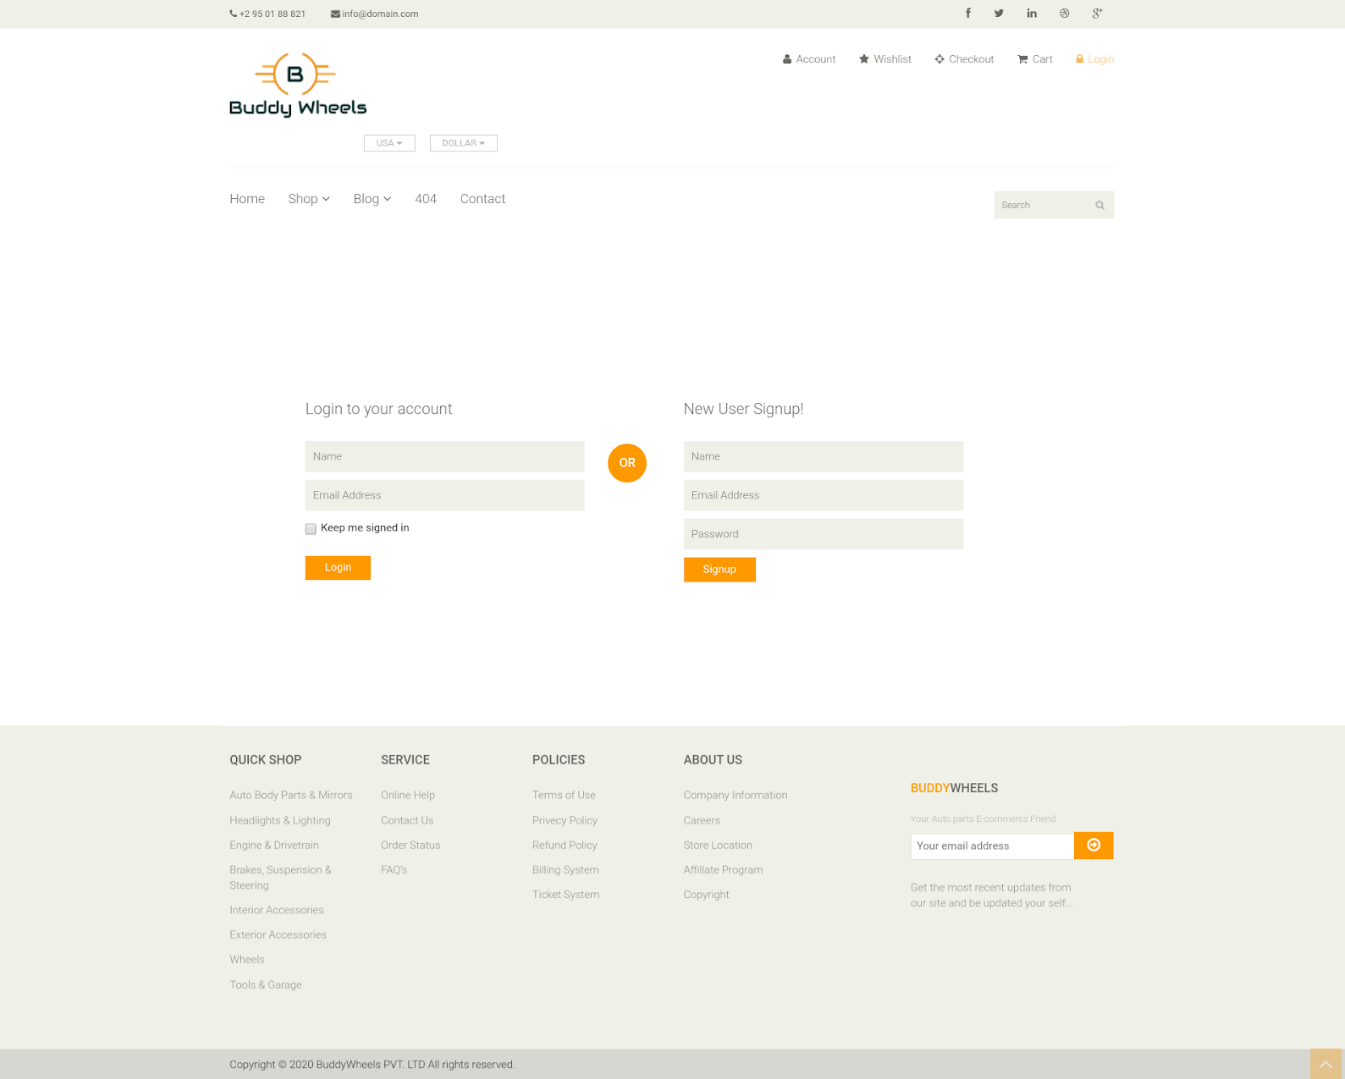 +2 95 01 88 821 info@domain.com
B
Buddy Wheels
Account Wishlist Checkout Cart Login
USA DOLLAR
Home Shop Blog 404 Contact
Search
Login to your account
Name
Email Address
Keep me signed in
Login
OR
New User Signup!
Name
Email Address
Password
Signup
QUICK SHOP
Auto Body Parts & Mirrors
Headlights & Lighting
Engine & Drivetrain
Brakes, Suspension &
Steering
Interior Accessories
Exterior Accessories
Wheels
Tools & Garage
SERVICE
Online Help
Contact Us
Order Status
FAQ's
POLICIES
Terms of Use
Privecy Policy
Refund Policy
Billing System
Ticket System
ABOUT US
Company Information
Careers
Store Location
Affillate Program
Copyright
BUDDYWHEELS
Your Auto parts E-commercs Friend
Your email address
Get the most recent updates from
our site and be updated your self...
Copyright © 2020 BuddyWheels PVT. LTD All rights reserved.